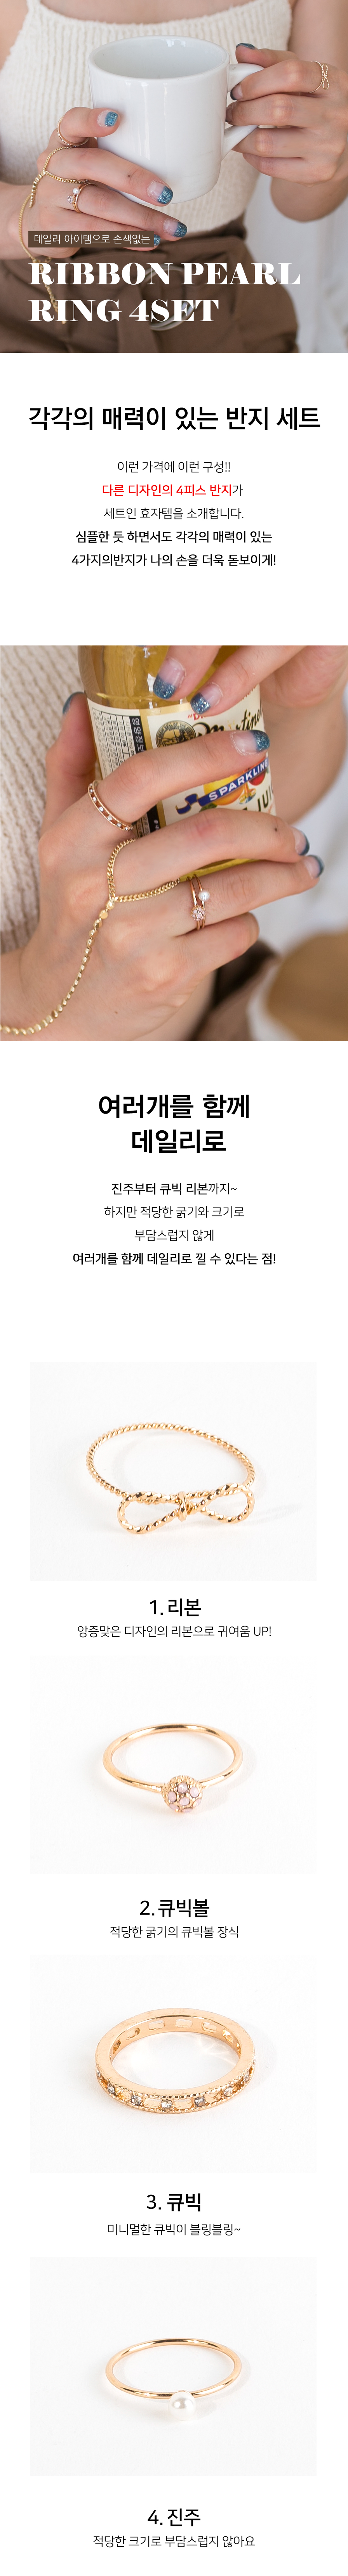 데일리 아이템으로 손색없는
RIBBON PEARL
RING 4SET
각각의 매력이 있는 반지 세트
이런 가격에 이런 구성!!
다른 디자인의 4피스 반지가
세트인 효자템을 소개합니다.
심플한 듯 하면서도 각각의 매력이 있는
4가지의반지가 나의 손을 더욱 돋보이게!
SPARKLING
여러개를 함께
데일리로
진주부터 큐빅 리본까지~
하지만 적당한 굵기와 크기로
부담스럽지 않게
여러개를 함께 데일리로 낄 수 있다는 점!
1. 리본
앙증맞은 디자인의 리본으로 귀여움 UP!
2. 큐빅볼
적당한 굵기의 큐빅볼 장식
3. 큐빅
미니멀한 큐빅이 블링블링~
4. 진주
적당한 크기로 부담스럽지 않아요